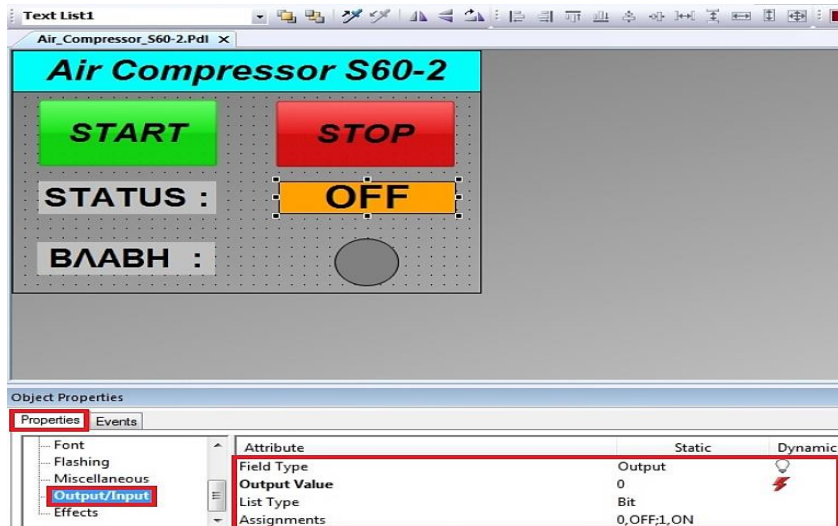 Text List1
Air_Compressor_S60-2.Pdl X
Air Compressor S60-2
START
STOP
STATUS :
OFF
ΒΛΑΒΗ :
Object Properties
Properties Events
Font
Flashing
Miscellaneous
Output/Input
Effects
Attribute Static Dynamic
Field Type Output
Output Value 0
List Type Bit
Assignments 0,OFF;1,ON